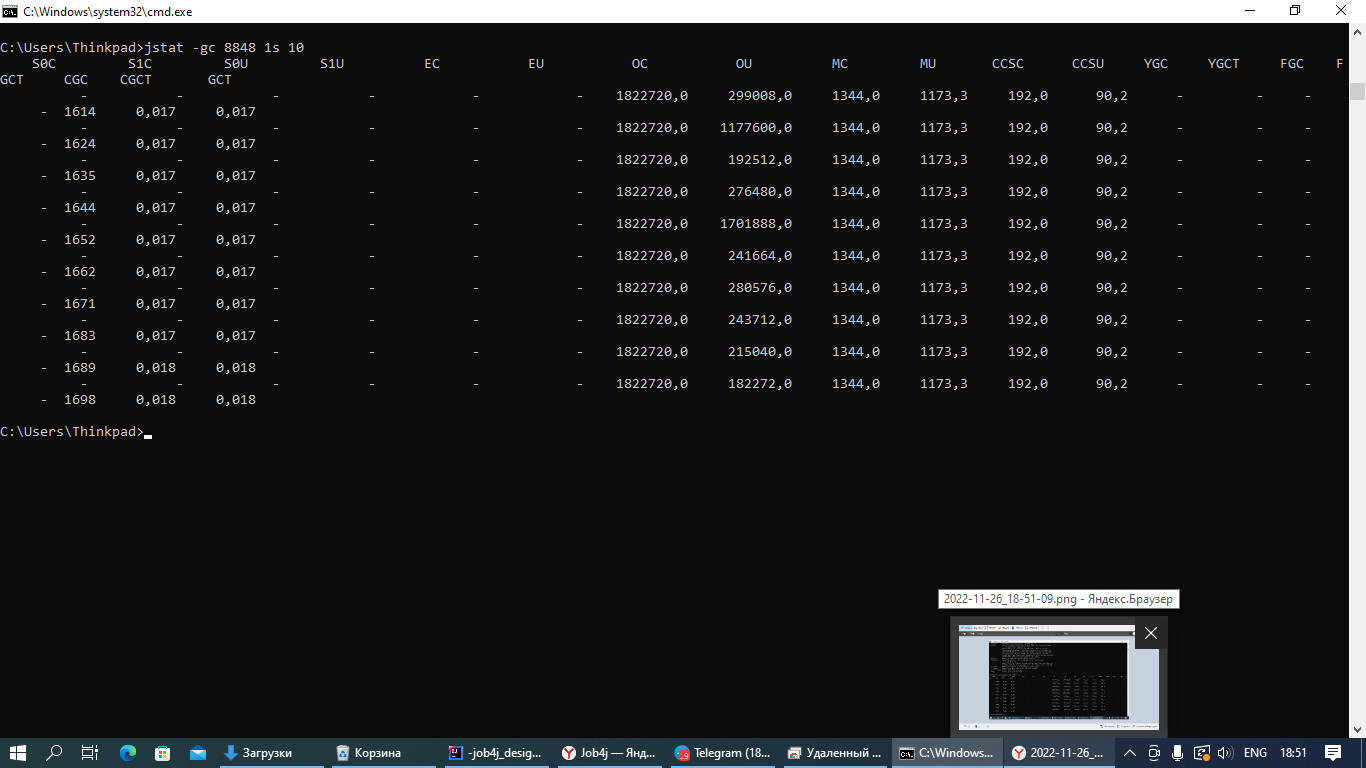 C:\Windows\system32\cmd.exe
C:\Users\Thinkpad>jstat -gc 8848 1s 10
S0C S1C S0U S1U EC EU OC OU MC MU CCSC CCSU YGC YGCT FGC F
GCT CGC CGCT GCT
- - - - - - 1822720,0 299008,0 1344,0 1173,3 192,0 90,2 - - -
- 1614 0,017 0,017
- - - - - - 1822720,0 1177600,0 1344,0 1173,3 192,0 90,2 - - -
- 1624 0,017 0,017
- - - - - - 1822720,0 192512,0 1344,0 1173,3 192,0 90,2 - - -
- 1635 0,017 0,017
- - - - - - 1822720,0 276480,0 1344,0 1173,3 192,0 90,2 - - -
- 1644 0,017 0,017
- - - - - - 1822720,0 1701888,0 1344,0 1173,3 192,0 90,2 - - -
- 1652 0,017 0,017
- - - - - - 1822720,0 241664,0 1344,0 1173,3 192,0 90,2 - - -
- 1662 0,017 0,017
- - - - - - 1822720,0 280576,0 1344,0 1173,3 192,0 90,2 - - -
- 1671 0,017 0,017
- - - - - - 1822720,0 243712,0 1344,0 1173,3 192,0 90,2 - - -
- 1683 0,017 0,017
- - - - - - 1822720,0 215040,0 1344,0 1173,3 192,0 90,2 - - -
- 1689 0,018 0,018
- - - - - - 1822720,0 182272,0 1344,0 1173,3 192,0 90,2 - - -
- 1698 0,018 0,018
C:\Users\Thinkpad>
2022-11-26_18-51-09.png - Яндекс.Браузер
Загрузки Корзина -job4j_desig... Job4j — Янд... Telegram (18... Удаленный ... C:\Windows... 2022-11-26_... ENG 18:51